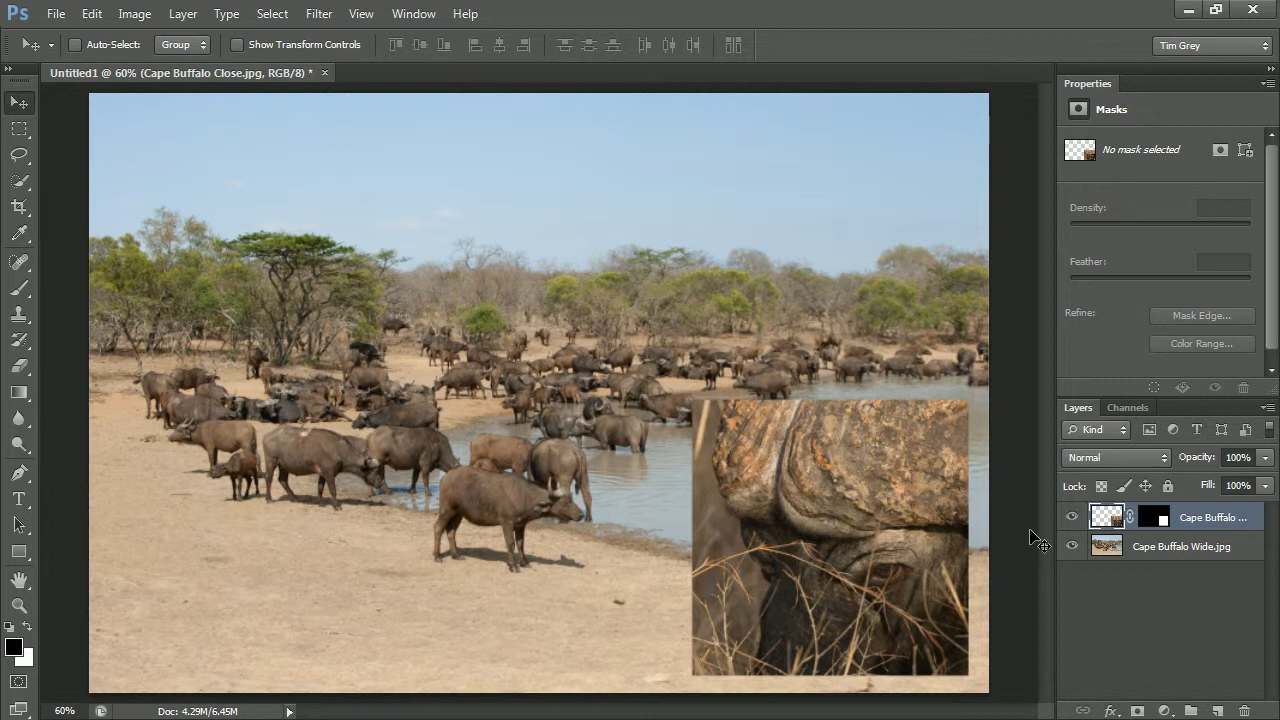 Ps File Edit Image Layer Type Select Filter View Window Help
Auto-Select: Group Show Transform Controls Tim Grey
Untitled1 @ 60% (Cape Buffalo Close.jpg, RGB/8) * ×
Properties
Masks
No mask selected
Density:
Feather:
Refine: Mask Edge...
Color Range...
Layers Channels
Kind T
Normal Opacity: 100%
Lock: Fill: 100%
Cape Buffalo ...
Cape Buffalo Wide.jpg
T
60% Doc: 4.29M/6.45M fx